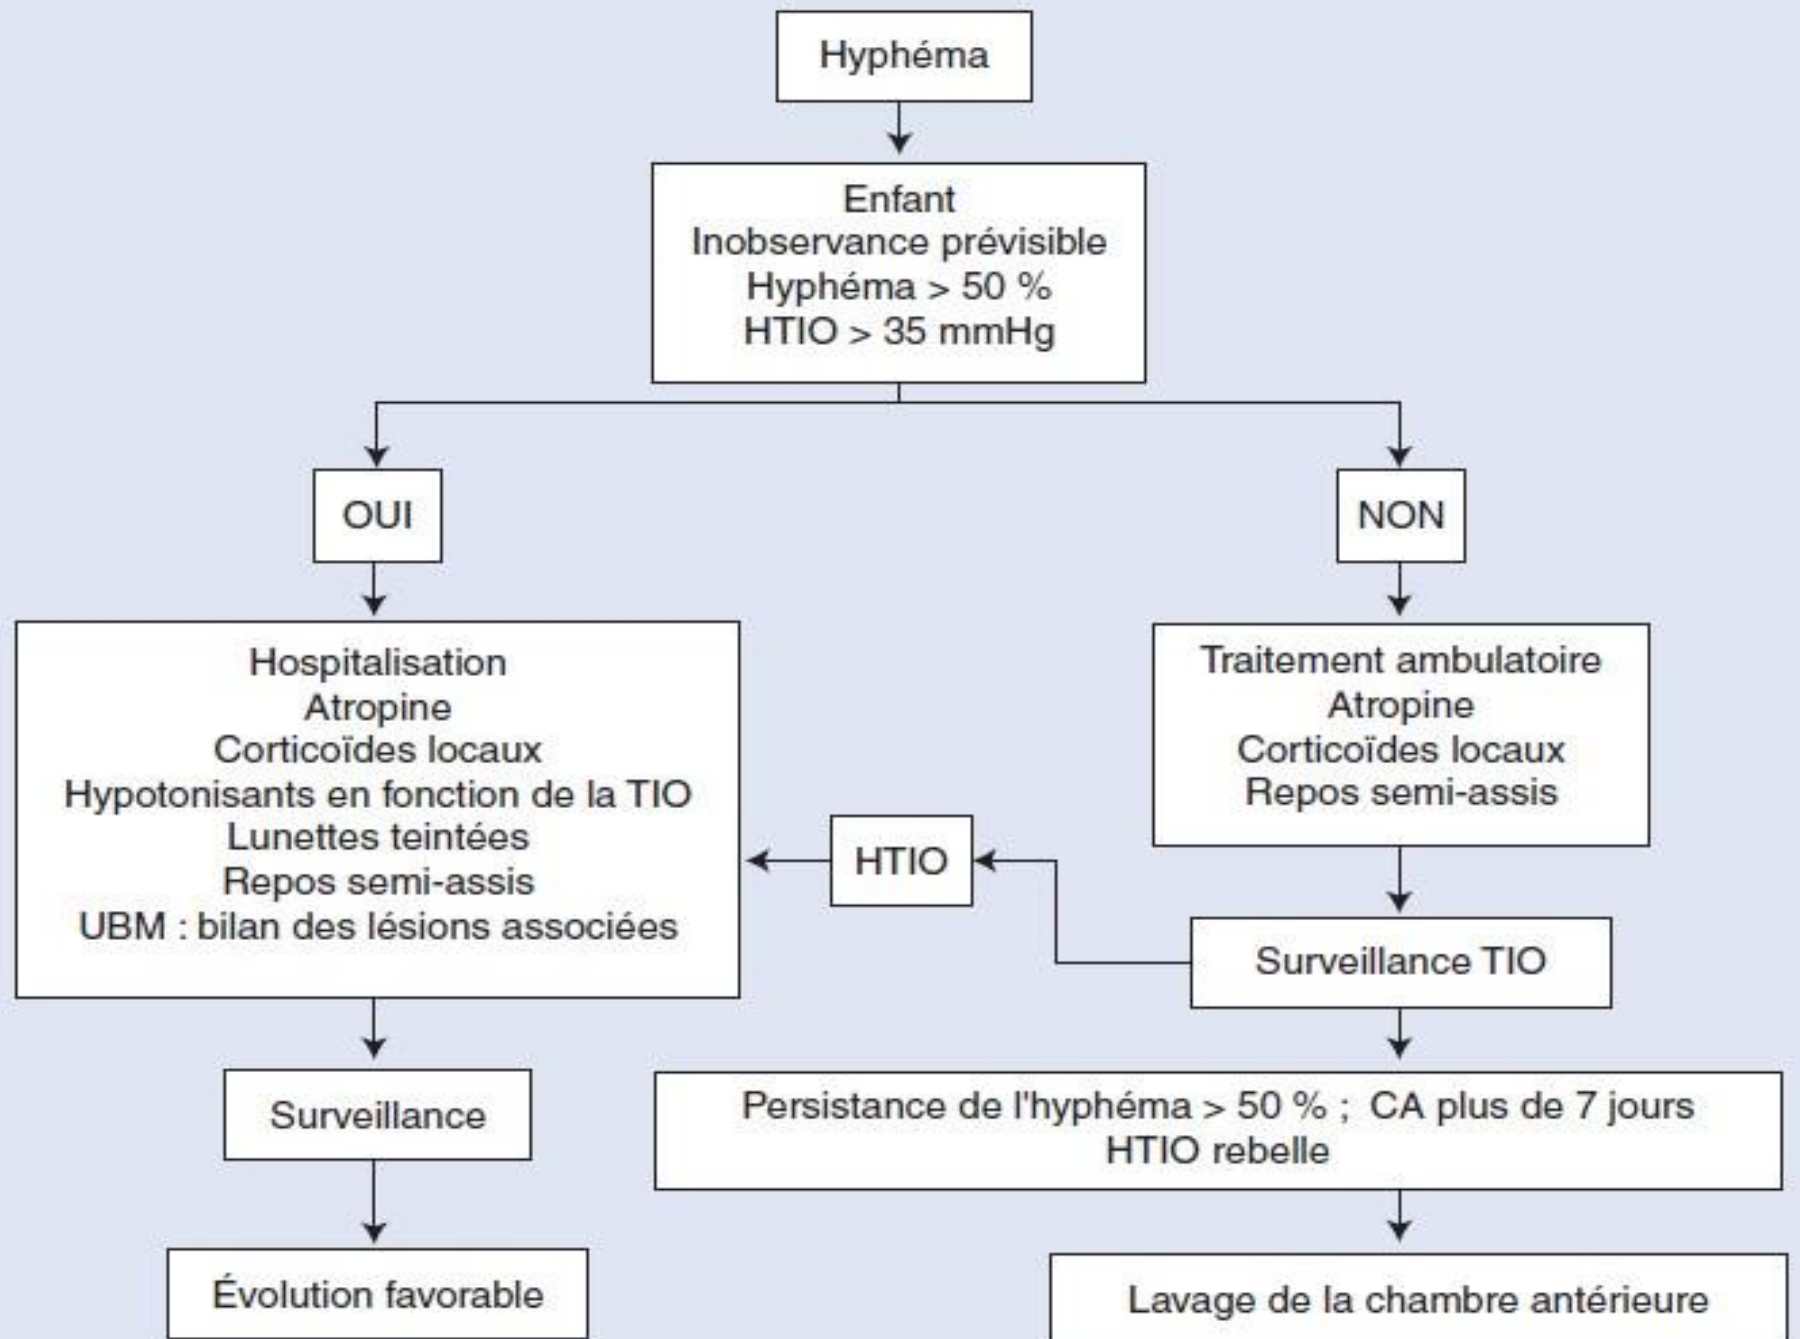 Hyphéma
Enfant
Inobservance prévisible
Hyphéma > 50 %
HTIO > 35 mmHg
OUI
NON
Hospitalisation
Atropine
Corticoïdes locaux
Hypotonisants en fonction de la TIO
Lunettes teintées
Repos semi-assis
UBM : bilan des lésions associées
Traitement ambulatoire
Atropine
Corticoïdes locaux
Repos semi-assis
HTIO
Surveillance TIO
Surveillance
Persistance de l'hyphéma > 50 % ; CA plus de 7 jours
HTIO rebelle
Évolution favorable
Lavage de la chambre antérieure